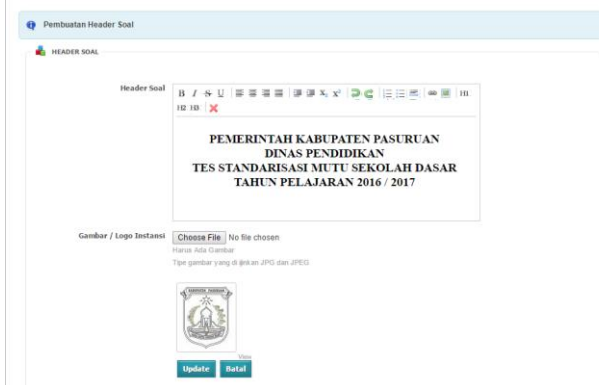 Pembuatan Header Soal
HEADER SOAL
Header Soal
B I S U X₂ X² H1
H2 H3
PEMERINTAH KABUPATEN PASURUAN
DINAS PENDIDIKAN
TES STANDARISASI MUTU SEKOLAH DASAR
TAHUN PELAJARAN 2016 / 2017
Gambar / Logo Instansi
Choose File No file chosen
Harus Ada Gambar
Tipe gambar yang di ijinkan JPG dan JPEG
KABUPATEN PASURUAN
View
Update Batal